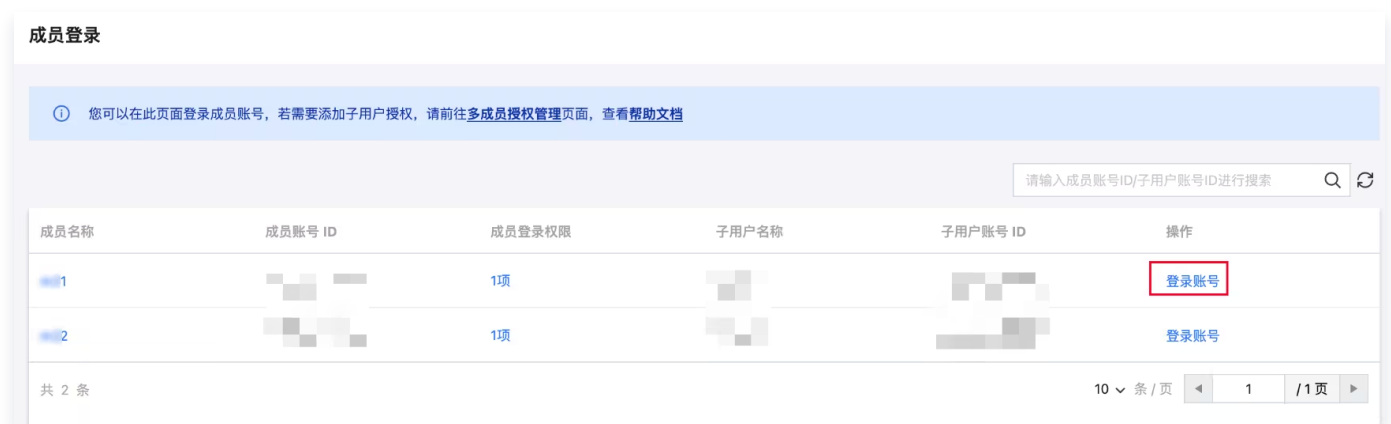 成员登录
您可以在此页面登录成员账号，若需要添加子用户授权，请前往多成员授权管理页面，查看帮助文档
请输入成员账号ID/子用户账号ID进行搜索
成员名称 成员账号 ID 成员登录权限 子用户名称 子用户账号 ID 操作
1 1项 登录账号
2 1项 登录账号
共 2 条 10 条 / 页 1 / 1 页